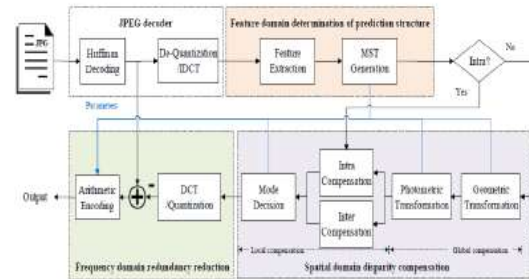 JPEG decoder
Feature domain determination of prediction structure
JPG
Huffman
Decoding
De-Quantization
/IDCT
Feature
Extraction
MST
Generation
Intra?
No
Yes
Parameters
Output
Arithmetic
Encoding
DCT
/Quantization
Mode
Decision
Intra
Compensation
Inter
Compensation
Photometric
Transformation
Geometric
Transformation
Local compensation
Global compensation
Frequency domain redundancy reduction
Spatial domain disparity compensation